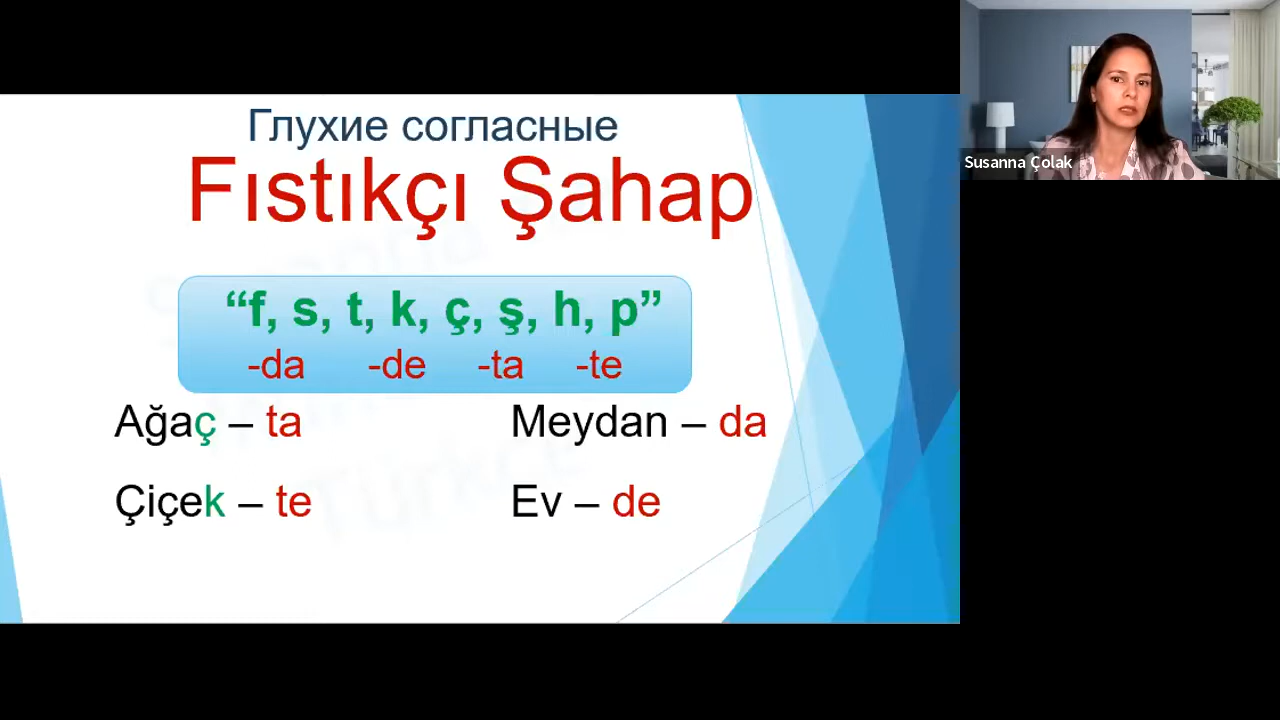 Глухие согласные
Fıstıkçı Şahap
“f, s, t, k, ç, ş, h, p”
-da -de -ta -te
Ağaç – ta Meydan – da
Çiçek – te Ev – de
Susanna Çolak